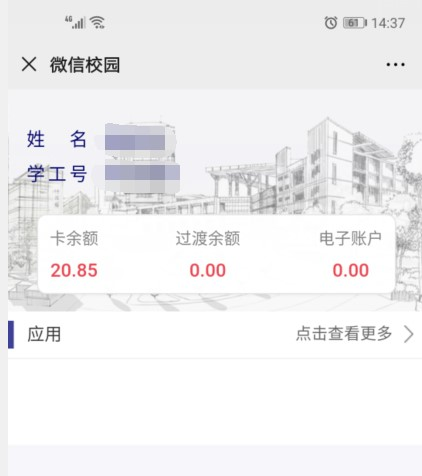 4G 61 14:37
微信校园
姓 名
学工号
卡余额 过渡余额 电子账户
20.85 0.00 0.00
应用 点击查看更多